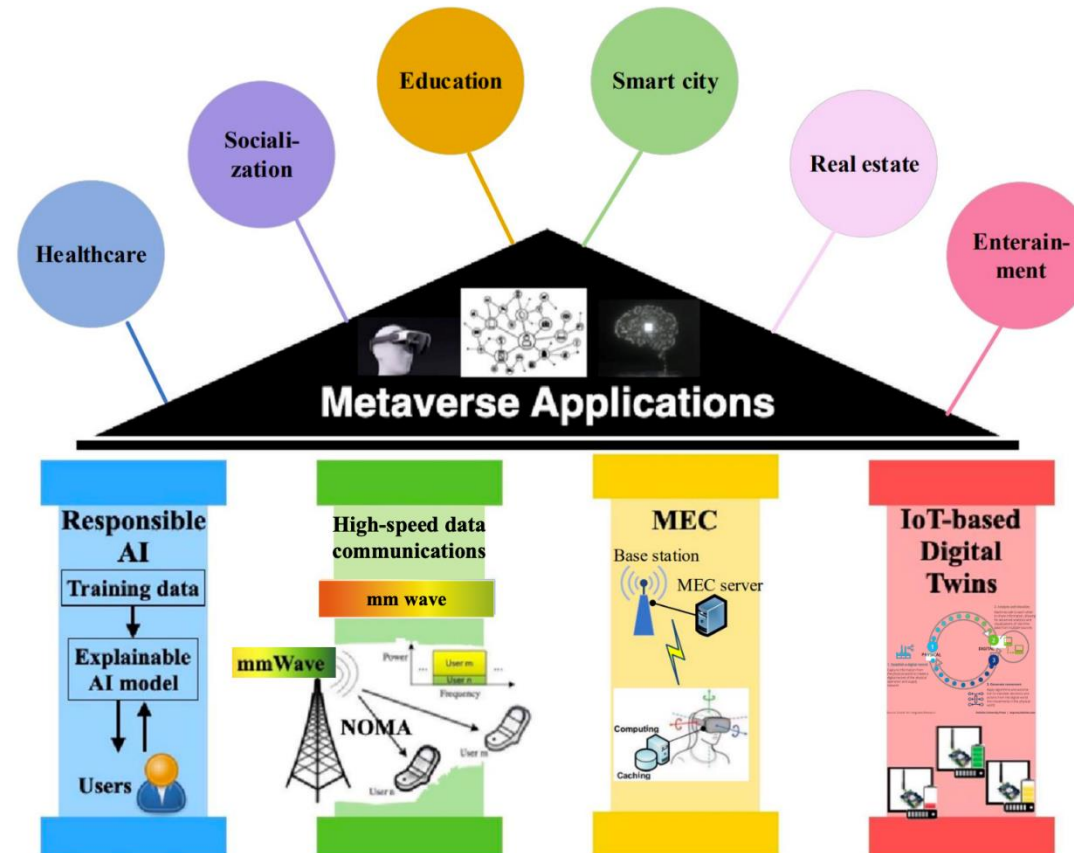 Education
Smart city
Sociali-
zation
Real estate
Healthcare
Enterain-
ment
Metaverse Applications
Responsible
AI
Training data
Explainable
AI model
Users
High-speed data
communications
mm wave
mmWave
Power
...
User m
...
User n
Frequency
NOMA
User m
User n
MEC
Base station
MEC server
Computing
Caching
IoT-based
Digital
Twins